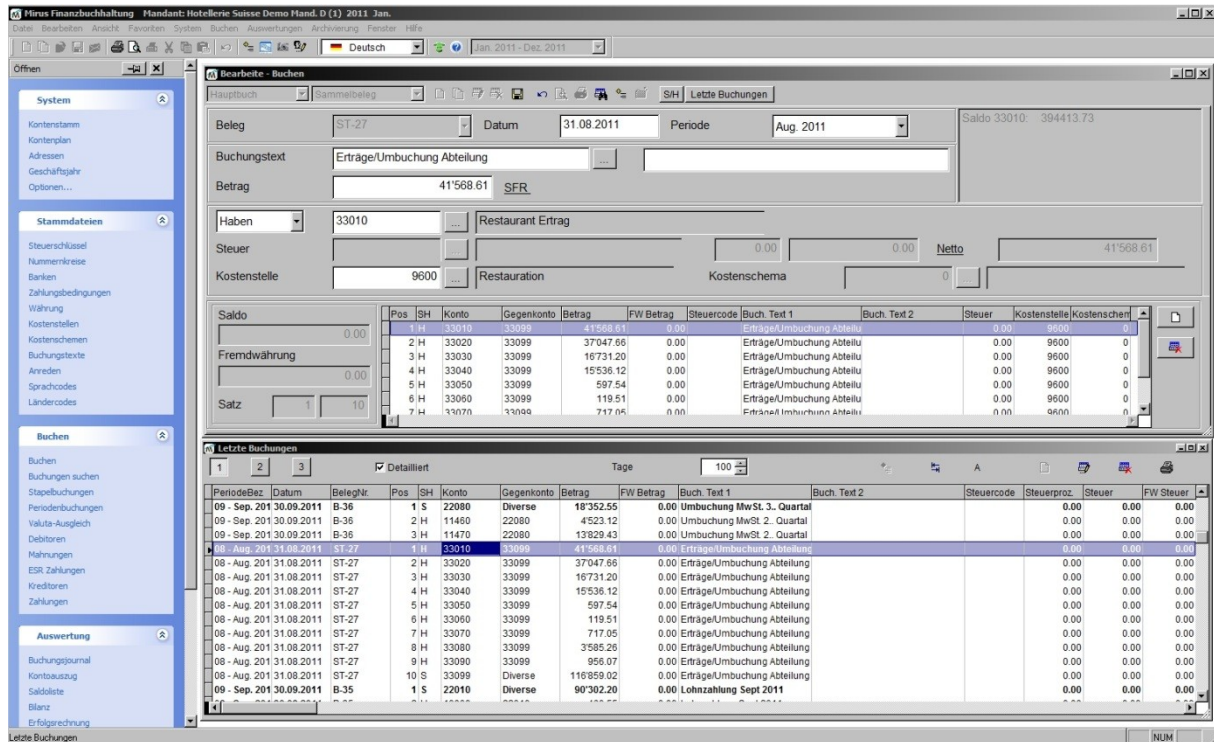 Mirus Finanzbuchhaltung Mandant: Hotellerie Suisse Demo Mand. D (1) 2011 Jan.
Datei Bearbeiten Ansicht Favoriten System Buchen Auswertungen Archivierung Fenster Hilfe
Deutsch Jan. 2011 - Dez. 2011
Öffnen
System
Kontenstamm
Kontenplan
Adressen
Geschäftsjahr
Optionen...
Stammdateien
Steuerschlüssel
Nummernkreise
Banken
Zahlungsbedingungen
Währung
Kostenstellen
Kostenschemen
Buchungstexte
Anreden
Sprachcodes
Ländercodes
Buchen
Buchen
Buchungen suchen
Stapelbuchungen
Periodenbuchungen
Valuta-Ausgleich
Debitoren
Mahnungen
ESR Zahlungen
Kreditoren
Zahlungen
Auswertung
Buchungsjournal
Kontoauszug
Saldoliste
Bilanz
Erfolgsrechnung
Bearbeite - Buchen
Hauptbuch Sammelbeleg S/H Letzte Buchungen
Beleg ST-27 Datum 31.08.2011 Periode Aug. 2011
Saldo 33010: 394413.73
Buchungstext Erträge/Umbuchung Abteilung ...
Betrag 41'568.61 SFR
Haben 33010 ... Restaurant Ertrag
Steuer ... 0.00 0.00 Netto 41'568.61
Kostenstelle 9600 ... Restauration Kostenschema 0 ...
Saldo
0.00
Fremdwährung
0.00
Satz 1 10
Pos SH Konto Gegenkonto Betrag FW Betrag Steuercode Buch. Text 1 Buch. Text 2 Steuer Kostenstelle Kostenschem
1 H 33010 33099 41'568.61 0.00 Erträge/Umbuchung Abteilu 0.00 9600 0
2 H 33020 33099 37'047.66 0.00 Erträge/Umbuchung Abteilu 0.00 9600 0
3 H 33030 33099 16'731.20 0.00 Erträge/Umbuchung Abteilu 0.00 9600 0
4 H 33040 33099 15'536.12 0.00 Erträge/Umbuchung Abteilu 0.00 9600 0
5 H 33050 33099 597.54 0.00 Erträge/Umbuchung Abteilu 0.00 9600 0
6 H 33060 33099 119.51 0.00 Erträge/Umbuchung Abteilu 0.00 9600 0
7 H 33070 33099 717.05 0.00 Erträge/Umbuchung Abteilu 0.00 9600 0
Letzte Buchungen
1 2 3 Detailliert Tage 100 A
PeriodeBez Datum BelegNr. Pos SH Konto Gegenkonto Betrag FW Betrag Buch. Text 1 Buch. Text 2 Steuercode Steuerproz. Steuer FW Steuer
09 - Sep. 201 30.09.2011 B-36 1 S 22080 Diverse 18'352.55 0.00 Umbuchung MwSt. 3.. Quartal 0.00 0.00 0.00
09 - Sep. 201 30.09.2011 B-36 2 H 11460 22080 4'523.12 0.00 Umbuchung MwSt. 2.. Quartal 0.00 0.00 0.00
09 - Sep. 201 30.09.2011 B-36 3 H 11470 22080 13'829.43 0.00 Umbuchung MwSt. 2.. Quartal 0.00 0.00 0.00
08 - Aug. 201 31.08.2011 ST-27 1 H 33010 33099 41'568.61 0.00 Erträge/Umbuchung Abteilung 0.00 0.00 0.00
08 - Aug. 201 31.08.2011 ST-27 2 H 33020 33099 37'047.66 0.00 Erträge/Umbuchung Abteilung 0.00 0.00 0.00
08 - Aug. 201 31.08.2011 ST-27 3 H 33030 33099 16'731.20 0.00 Erträge/Umbuchung Abteilung 0.00 0.00 0.00
08 - Aug. 201 31.08.2011 ST-27 4 H 33040 33099 15'536.12 0.00 Erträge/Umbuchung Abteilung 0.00 0.00 0.00
08 - Aug. 201 31.08.2011 ST-27 5 H 33050 33099 597.54 0.00 Erträge/Umbuchung Abteilung 0.00 0.00 0.00
08 - Aug. 201 31.08.2011 ST-27 6 H 33060 33099 119.51 0.00 Erträge/Umbuchung Abteilung 0.00 0.00 0.00
08 - Aug. 201 31.08.2011 ST-27 7 H 33070 33099 717.05 0.00 Erträge/Umbuchung Abteilung 0.00 0.00 0.00
08 - Aug. 201 31.08.2011 ST-27 8 H 33080 33099 3'585.26 0.00 Erträge/Umbuchung Abteilung 0.00 0.00 0.00
08 - Aug. 201 31.08.2011 ST-27 9 H 33090 33099 956.07 0.00 Erträge/Umbuchung Abteilung 0.00 0.00 0.00
08 - Aug. 201 31.08.2011 ST-27 10 S 33099 Diverse 116'859.02 0.00 Erträge/Umbuchung Abteilung 0.00 0.00 0.00
09 - Sep. 201 30.09.2011 B-35 1 S 22010 Diverse 90'302.20 0.00 Lohnzahlung Sept 2011 0.00 0.00 0.00
Letzte Buchungen NUM